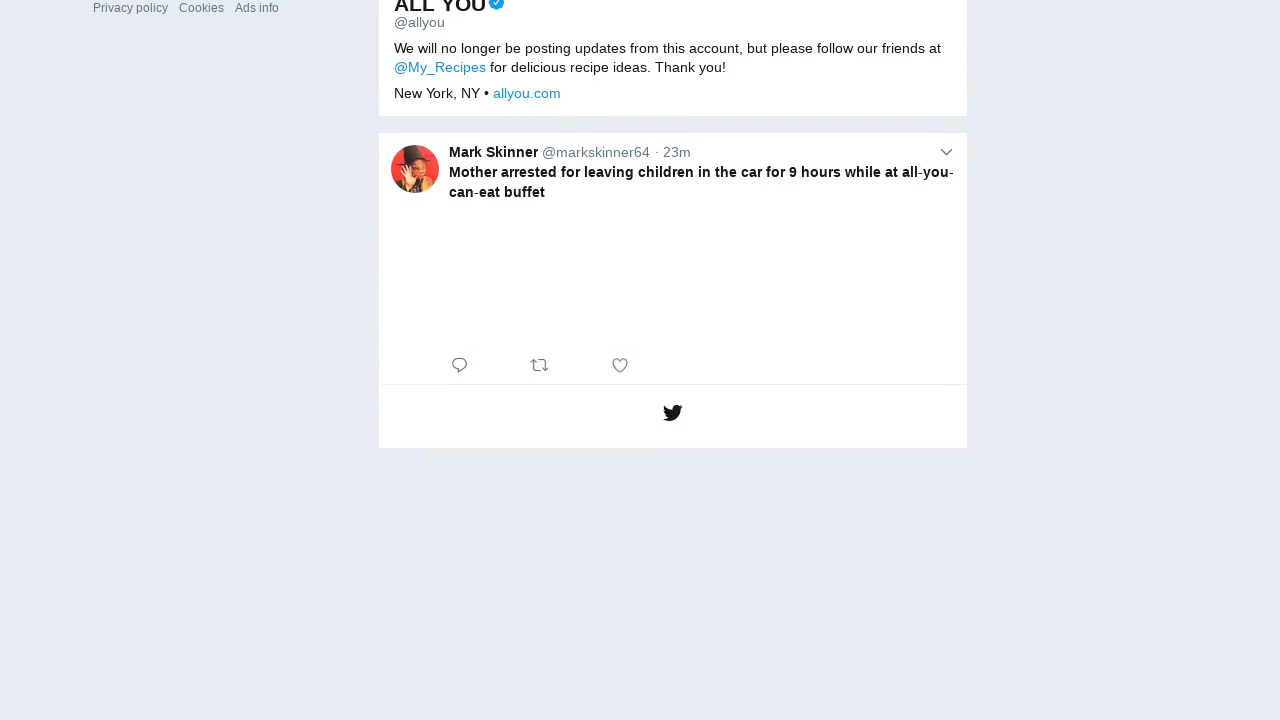 Privacy policy Cookies Ads info
ALL YOU
@allyou
We will no longer be posting updates from this account, but please follow our friends at
@My_Recipes for delicious recipe ideas. Thank you!
New York, NY • allyou.com
Mark Skinner @markskinner64 · 23m
Mother arrested for leaving children in the car for 9 hours while at all-you-
can-eat buffet